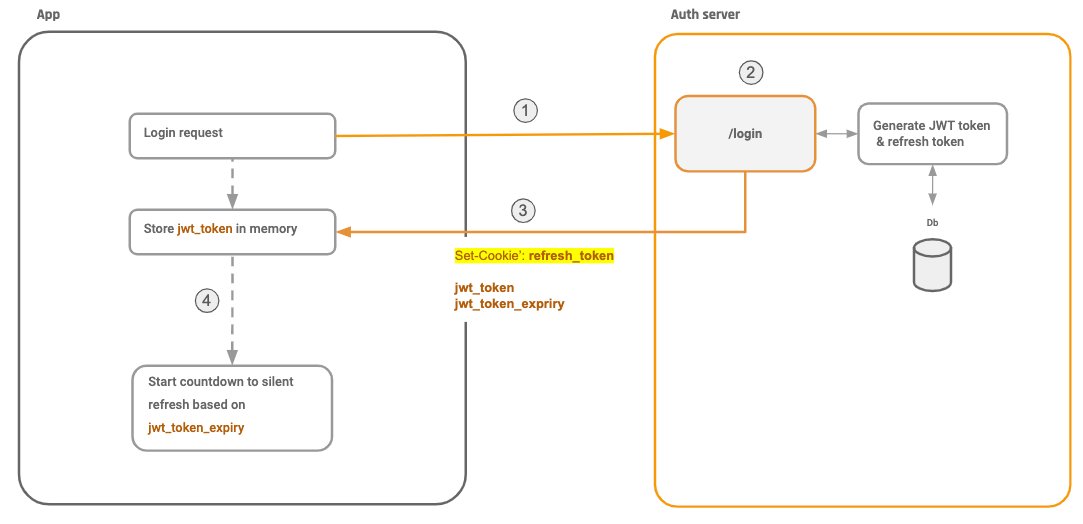 App
Auth server
2
1
Login request
/login
Generate JWT token
& refresh token
3
Store jwt_token in memory
Db
Set-Cookie': refresh_token
jwt_token
jwt_token_expriry
4
Start countdown to silent
refresh based on
jwt_token_expiry